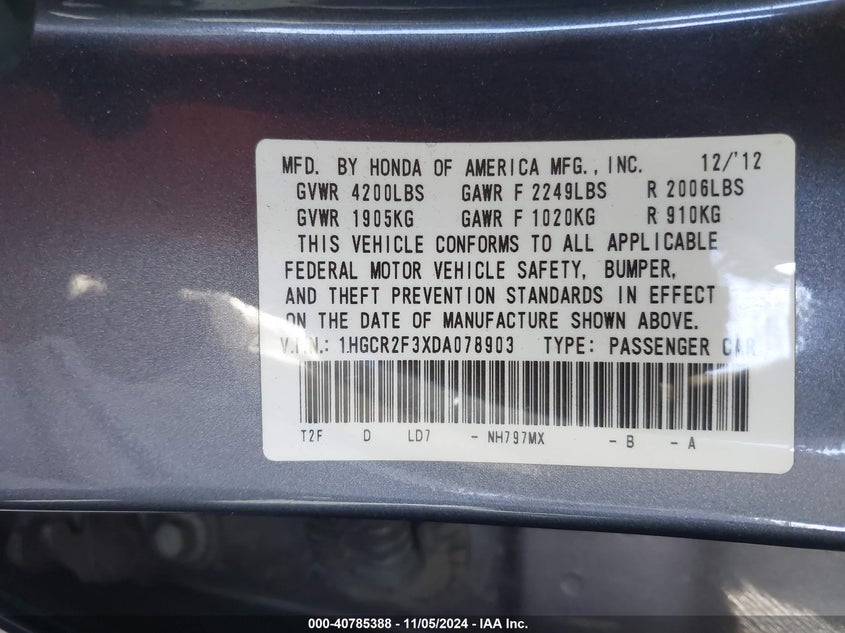 MFD. BY HONDA OF AMERICA MFG., INC. 12/'12
GVWR 4200LBS GAWR F 2249LBS R 2006LBS
GVWR 1905KG GAWR F 1020KG R 910KG
THIS VEHICLE CONFORMS TO ALL APPLICABLE
FEDERAL MOTOR VEHICLE SAFETY, BUMPER,
AND THEFT PREVENTION STANDARDS IN EFFECT
ON THE DATE OF MANUFACTURE SHOWN ABOVE.
V.I.N.: 1HGCR2F3XDA078903 TYPE: PASSENGER CAR
T2F D LD7 - NH797MX - B - A
000-40785388 - 11/05/2024 - IAA Inc.